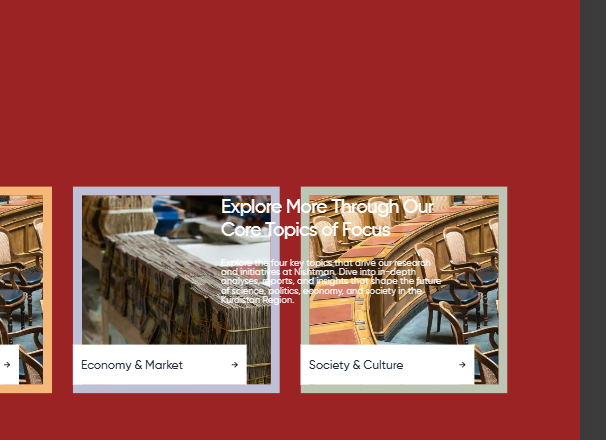 Explore More Through Our
Core Topics of Focus
Explore the four key topics that drive our research
and initiatives at Nishtman. Dive into in-depth
analyses, reports, and insights that shape the future
of science, politics, economy, and society in the
Kurdistan Region.
→
Economy & Market →
Society & Culture →